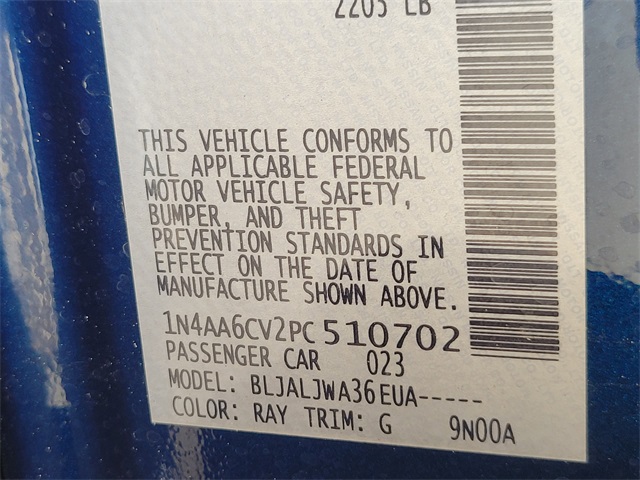 2205 LB
THIS VEHICLE CONFORMS TO
ALL APPLICABLE FEDERAL
MOTOR VEHICLE SAFETY,
BUMPER, AND THEFT
PREVENTION STANDARDS IN
EFFECT ON THE DATE OF
MANUFACTURE SHOWN ABOVE.
1N4AA6CV2PC510702
PASSENGER CAR 023
MODEL: BLJALJWA36EUA-----
COLOR: RAY TRIM: G 9N00A